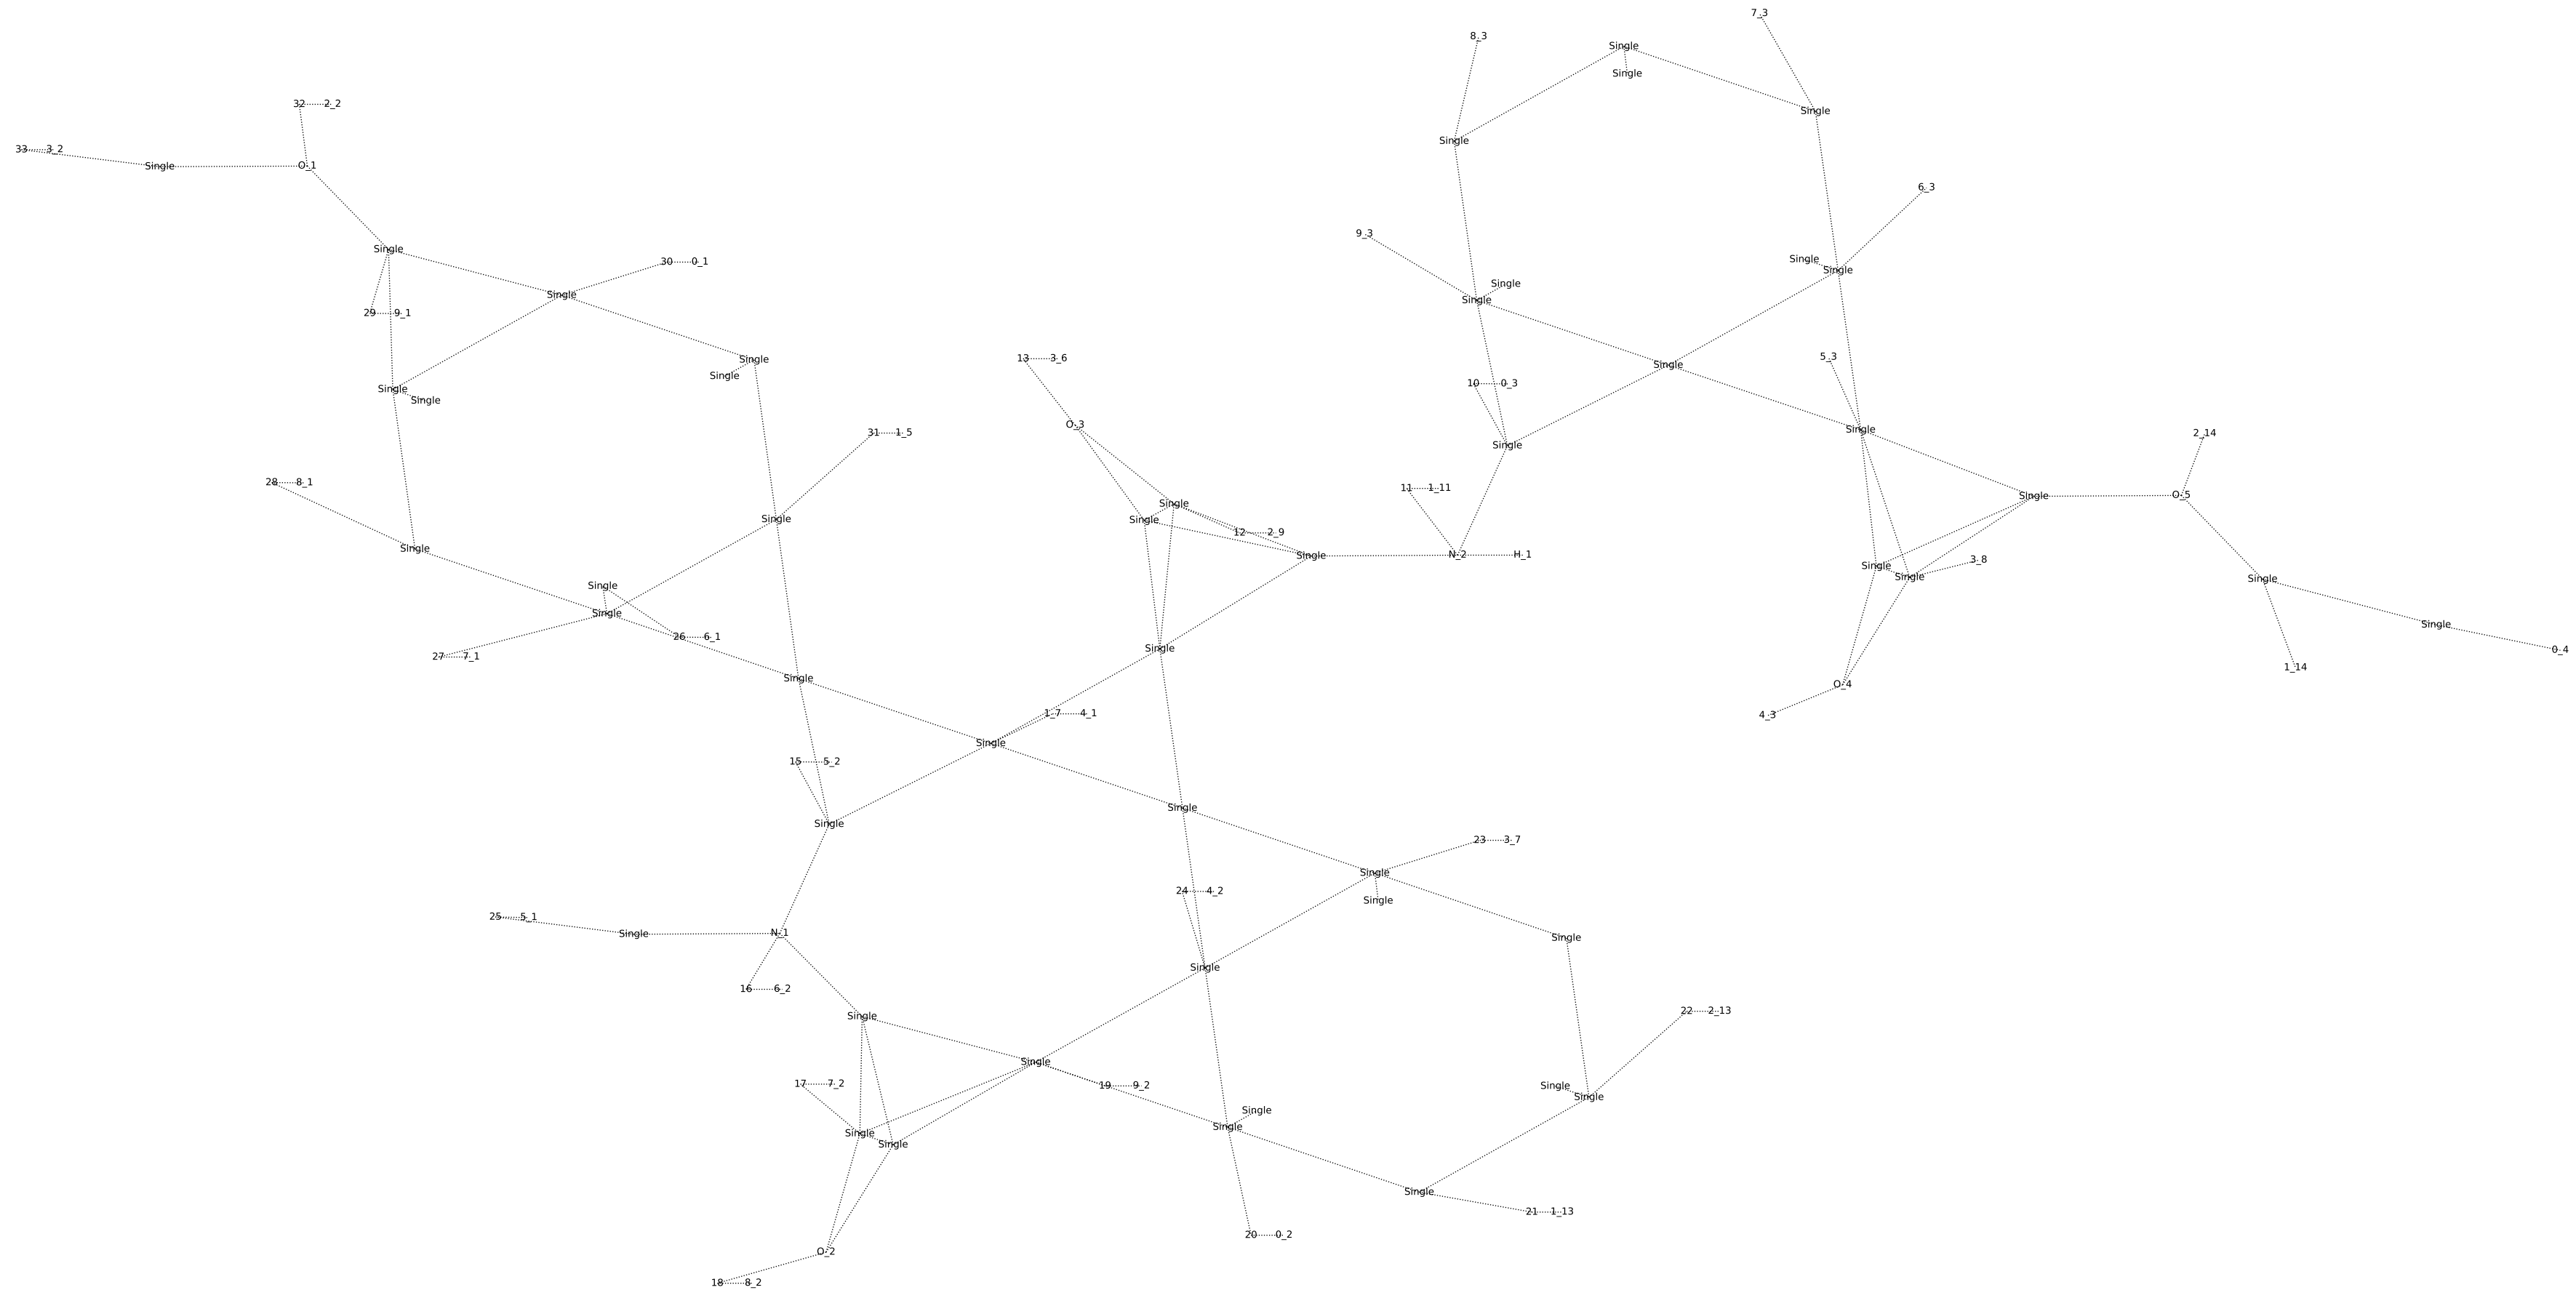 7_3
8_3
Single
Single
32 2_2
Single
Single
33 3_2
Single
O_1
6_3
9_3
Single
Single
Single
30 0_1
Single
Single
Single
29 9_1
13 3_6
5_3
Single
Single
Single
10 0_3
Single
Single
O_3
Single
31 1_5
2_14
Single
28 8_1
11 1_11
Single
O_5
Single
Single
Single
12 2_9
Single
Single
N_2
H_1
3_8
Single
Single
Single
Single
Single
Single
26 6_1
Single
0_4
27 7_1
1_14
Single
O_4
1_7 4_1
4_3
Single
15 5_2
Single
Single
23 3_7
Single
24 4_2
Single
25 5_1
Single
N_1
Single
Single
16 6_2
22 2_13
Single
Single
17 7_2
19 9_2
Single
Single
Single
Single
Single
Single
Single
21 1_13
20 0_2
O_2
18 8_2